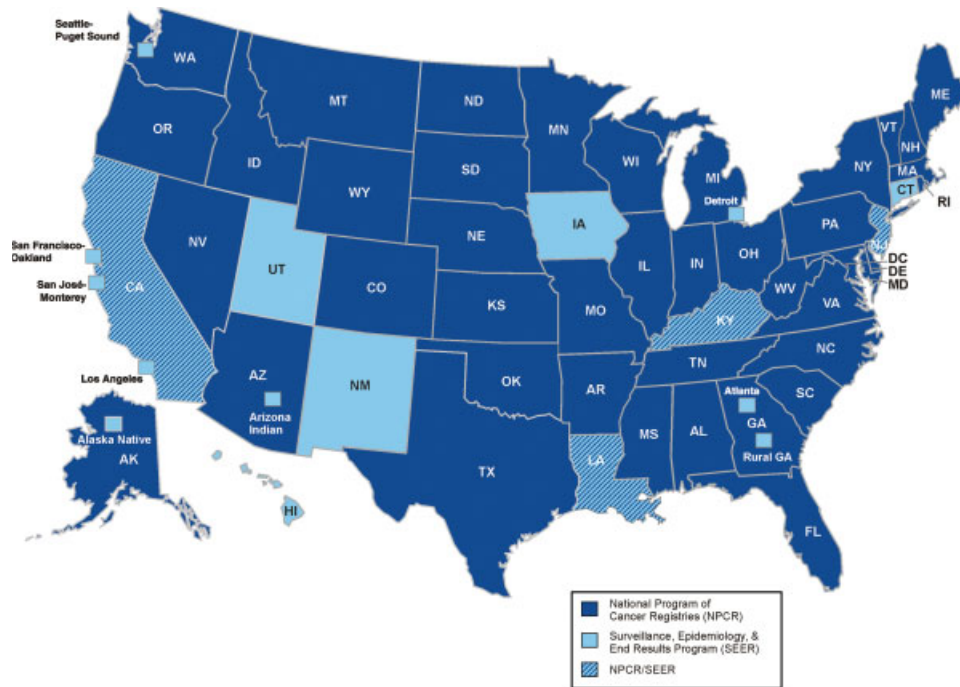 Seattle-
Puget Sound
WA
MT
ND
MN
ME
OR
ID
SD
WI
MI
VT
NH
NY
MA
CT
RI
WY
Detroit
NV
NE
IA
PA
NJ
San Francisco-
Oakland
UT
IL
IN
OH
DC
DE
MD
San José-
Monterey
CA
CO
KS
MO
WV
VA
KY
Los Angeles
AZ
Arizona
Indian
NM
OK
AR
TN
NC
SC
Atlanta
GA
Rural GA
Alaska Native
AK
HI
TX
LA
MS
AL
FL
National Program of
Cancer Registries (NPCR)
Surveillance, Epidemiology, &
End Results Program (SEER)
NPCR/SEER